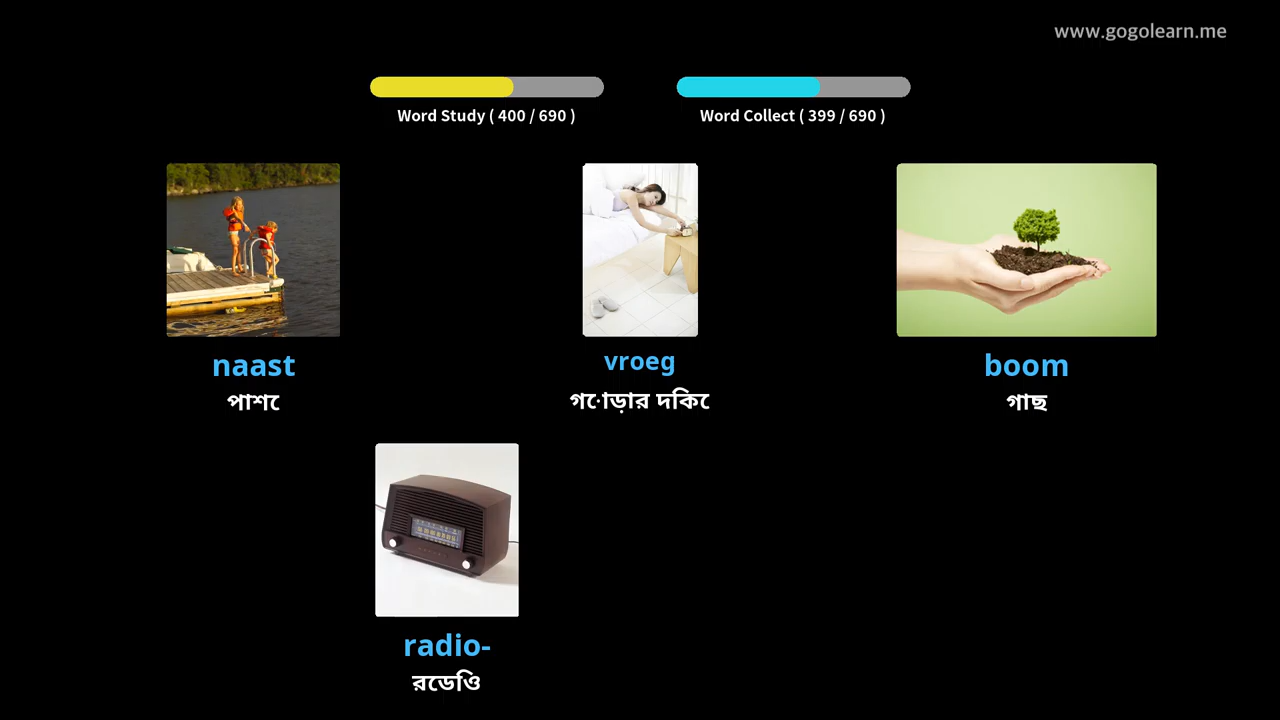 www.gogolearn.me
Word Study ( 400 / 690 )
Word Collect ( 399 / 690 )
naast
পাশে
vroeg
গোড়ার দিকে
boom
গাছ
radio-
রেডিও